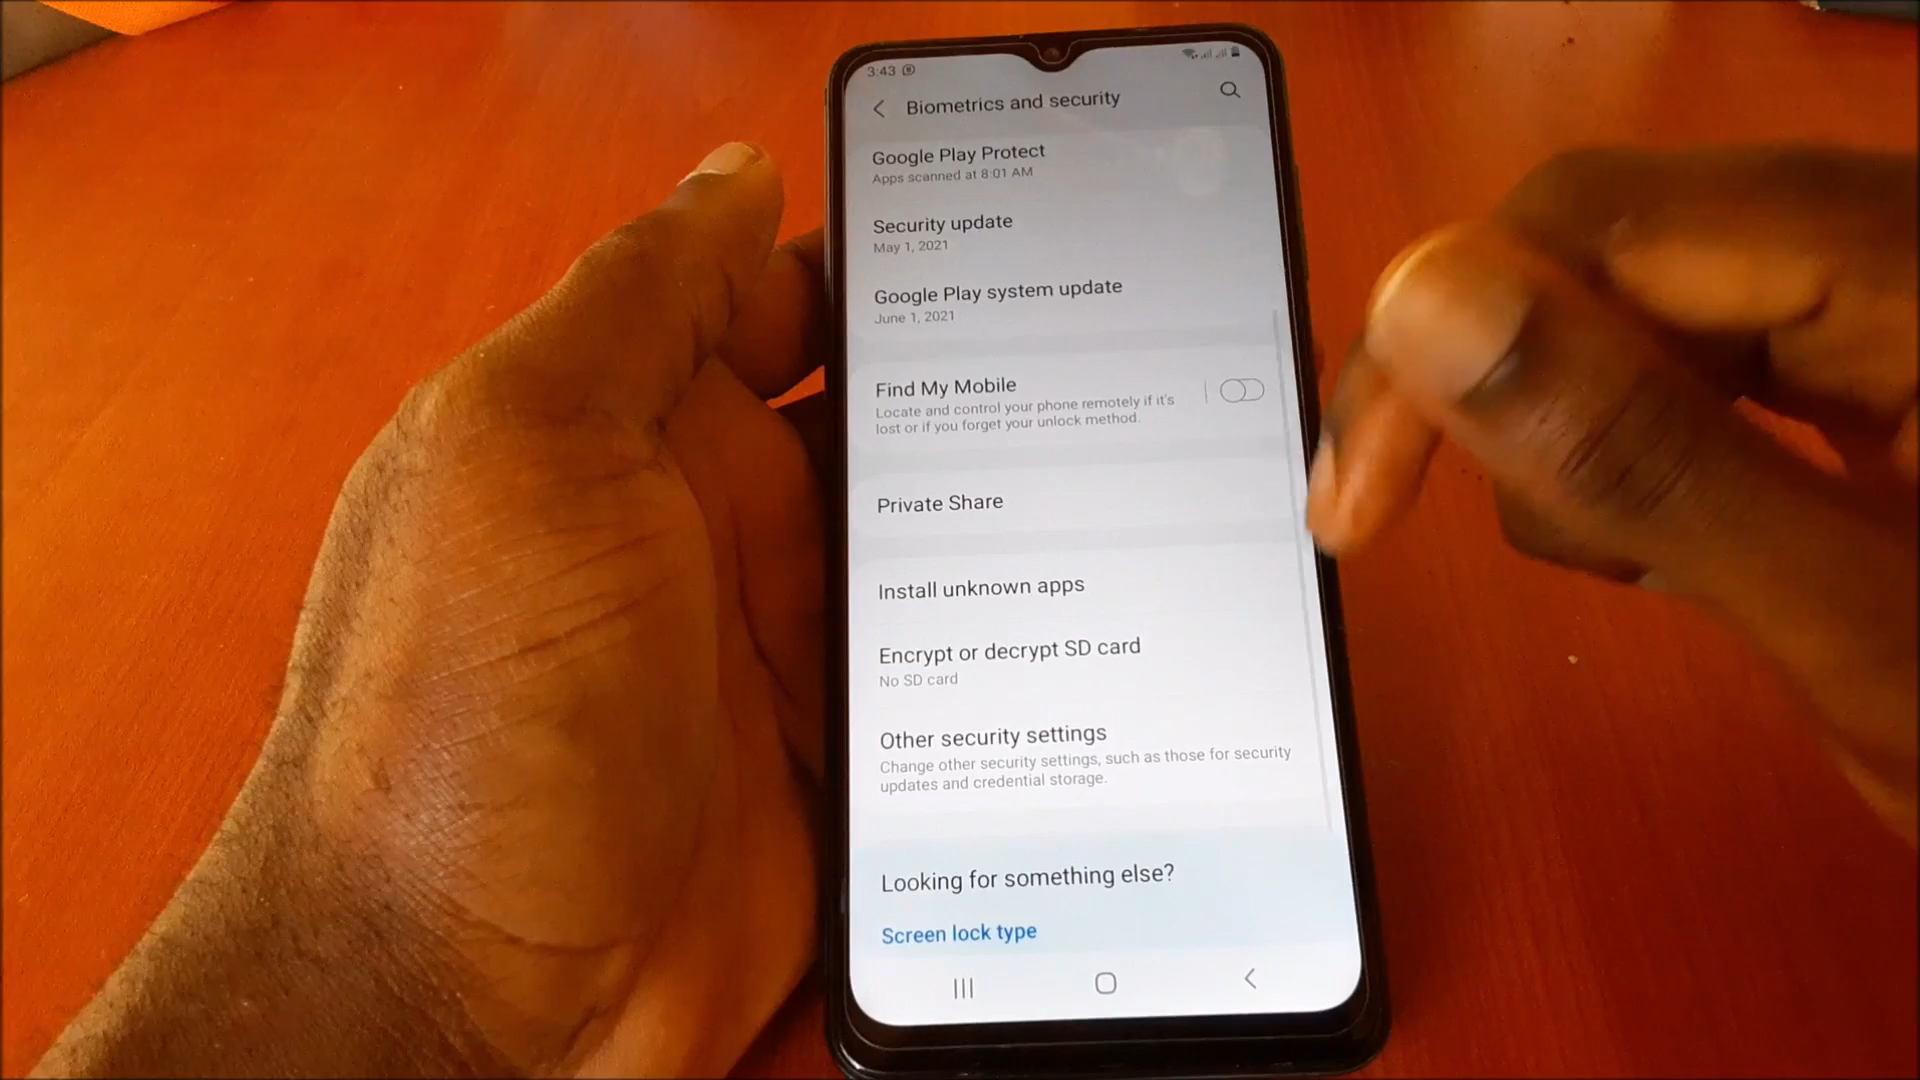 3:43
Biometrics and security
Google Play Protect
Apps scanned at 8:01 AM
Security update
May 1, 2021
Google Play system update
June 1, 2021
Find My Mobile
Locate and control your phone remotely if it's
lost or if you forget your unlock method.
Private Share
Install unknown apps
Encrypt or decrypt SD card
No SD card
Other security settings
Change other security settings, such as those for security
updates and credential storage.
Looking for something else?
Screen lock type